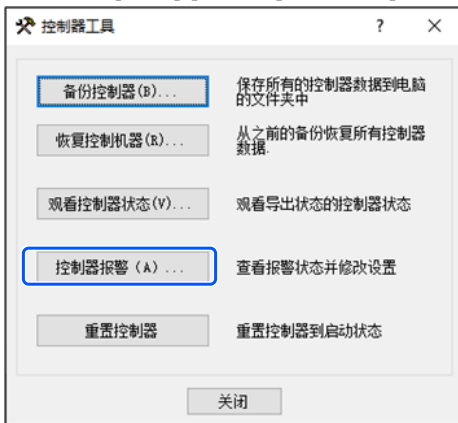 控制器工具 ? ×
备份控制器(B)... 保存所有的控制器数据到电脑
的文件夹中
恢复控制机器(R)... 从之前的备份恢复所有控制器
数据.
观看控制器状态(V)... 观看导出状态的控制器状态
控制器报警 (A) ... 查看报警状态并修改设置
重置控制器 重置控制器到启动状态
关闭